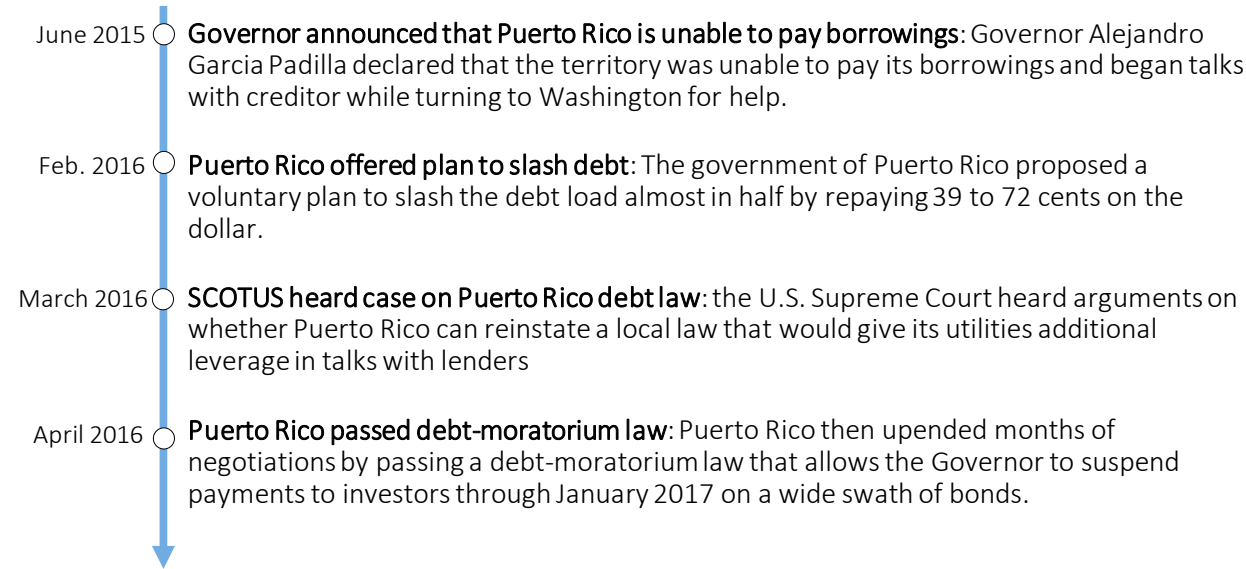 June 2015
Governor announced that Puerto Rico is unable to pay borrowings: Governor Alejandro
Garcia Padilla declared that the territory was unable to pay its borrowings and began talks
with creditor while turning to Washington for help.
Feb. 2016
Puerto Rico offered plan to slash debt: The government of Puerto Rico proposed a
voluntary plan to slash the debt load almost in half by repaying 39 to 72 cents on the
dollar.
March 2016
SCOTUS heard case on Puerto Rico debt law: the U.S. Supreme Court heard arguments on
whether Puerto Rico can reinstate a local law that would give its utilities additional
leverage in talks with lenders
April 2016
Puerto Rico passed debt-moratorium law: Puerto Rico then upended months of
negotiations by passing a debt-moratorium law that allows the Governor to suspend
payments to investors through January 2017 on a wide swath of bonds.